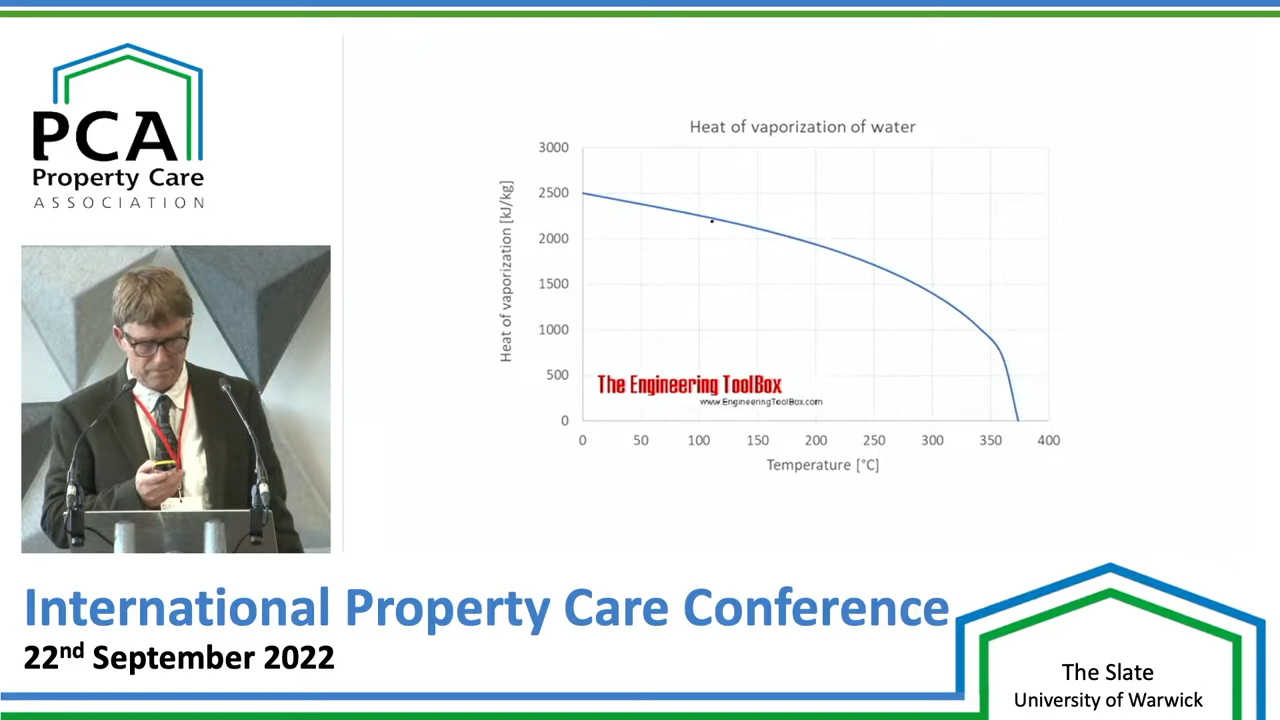 PCA
Property Care
ASSOCIATION
Heat of vaporization of water
Heat of vaporization [kJ/kg]
3000
2500
2000
1500
1000
500
0
The Engineering ToolBox
www.EngineeringToolBox.com
0 50 100 150 200 250 300 350 400
Temperature [°C]
International Property Care Conference
22nd September 2022
The Slate
University of Warwick